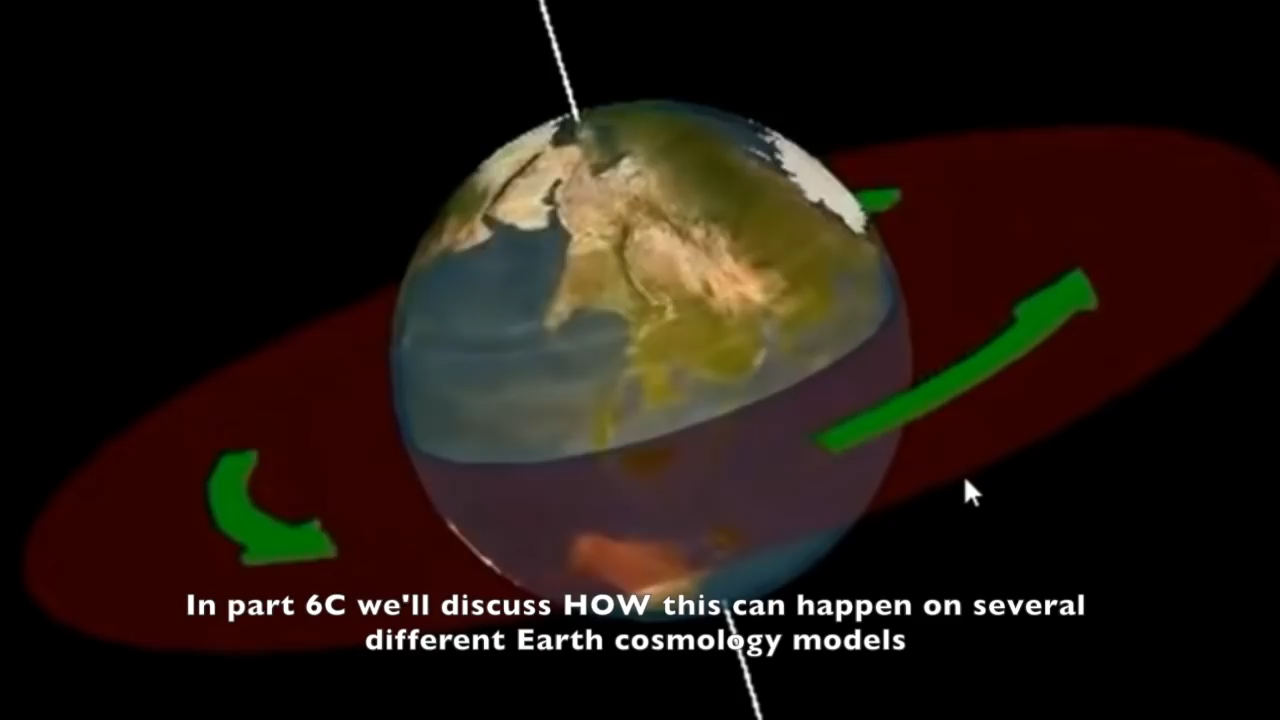 In part 6C we'll discuss HOW this can happen on several
different Earth cosmology models